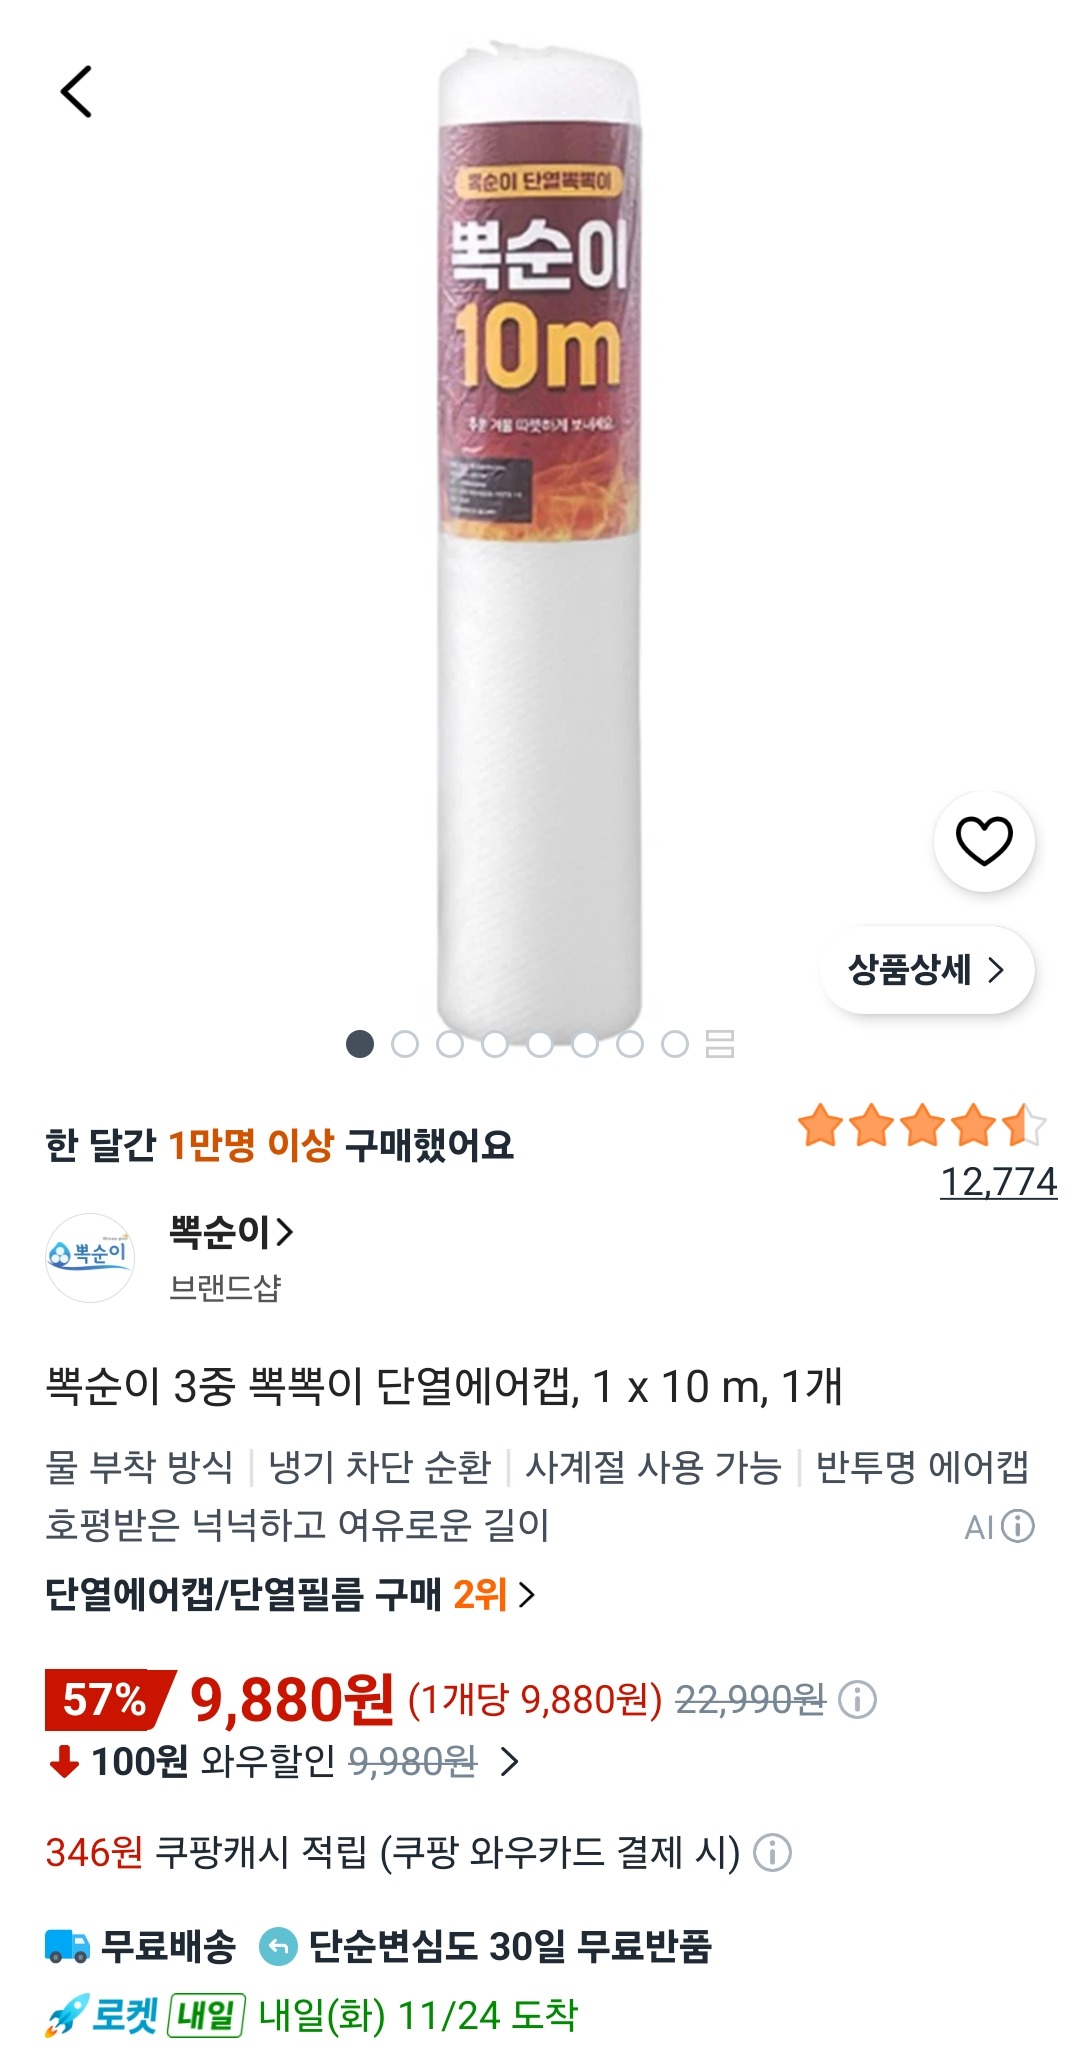 뽁순이 단열뽁뽁이
뽁순이
10m
추운 겨울 따뜻하게 보내세요
상품상세
한 달간 1만명 이상 구매했어요
12,774
뽁순이
뽁순이
브랜드샵
뽁순이 3중 뽁뽁이 단열에어캡, 1 x 10 m, 1개
물 부착 방식 | 냉기 차단 순환 | 사계절 사용 가능 | 반투명 에어캡
호평받은 넉넉하고 여유로운 길이 AI
단열에어캡/단열필름 구매 2위
57% 9,880원 (1개당 9,880원) 22,990원
100원 와우할인 9,980원
346원 쿠팡캐시 적립 (쿠팡 와우카드 결제 시)
무료배송 단순변심도 30일 무료반품
로켓 내일 내일(화) 11/24 도착